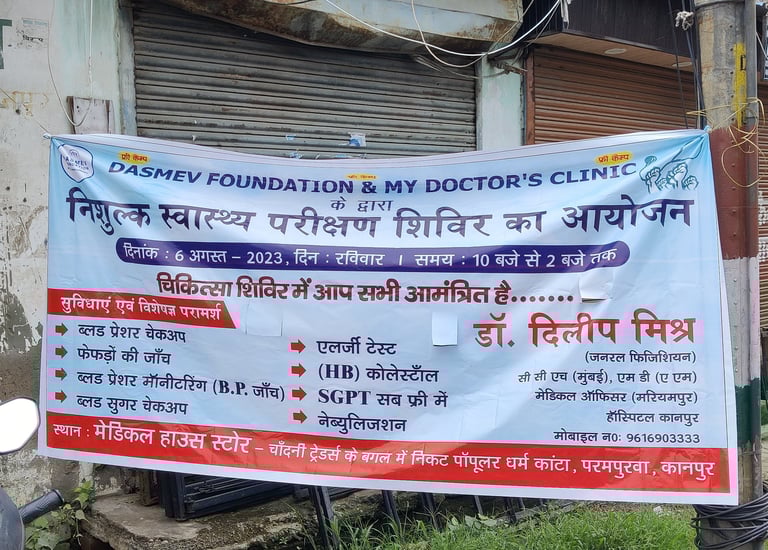 DASMEV
फ्री कैम्प
फ्री कैम्प
DASMEV FOUNDATION & MY DOCTOR'S CLINIC
के द्वारा
निशुल्क स्वास्थ्य परीक्षण शिविर का आयोजन
दिनांक : 6 अगस्त – 2023, दिन : रविवार । समय : 10 बजे से 2 बजे तक
चिकित्सा शिविर में आप सभी आमंत्रित है.......
सुविधाएं एवं विशेषज्ञ परामर्श
ब्लड प्रेशर चेकअप
फेफड़ों की जाँच
ब्लड प्रेशर मॉनीटरिंग (B.P. जाँच)
ब्लड सुगर चेकअप
एलर्जी टेस्ट
(HB) कोलेस्टॉल
SGPT सब फ्री में
नेब्युलिजशन
डॉ. दिलीप मिश्र
(जनरल फिजिशियन)
सी सी एच (मुंबई), एम डी (ए एम)
मेडिकल ऑफिसर (मरियमपुर)
हॉस्पिटल कानपुर
मोबाइल न0: 9616903333
स्थान : मेडिकल हाउस स्टोर – चाँदनी ट्रेडर्स के बगल में निकट पॉपूलर धर्म कांटा, परमपुरवा, कानपुर